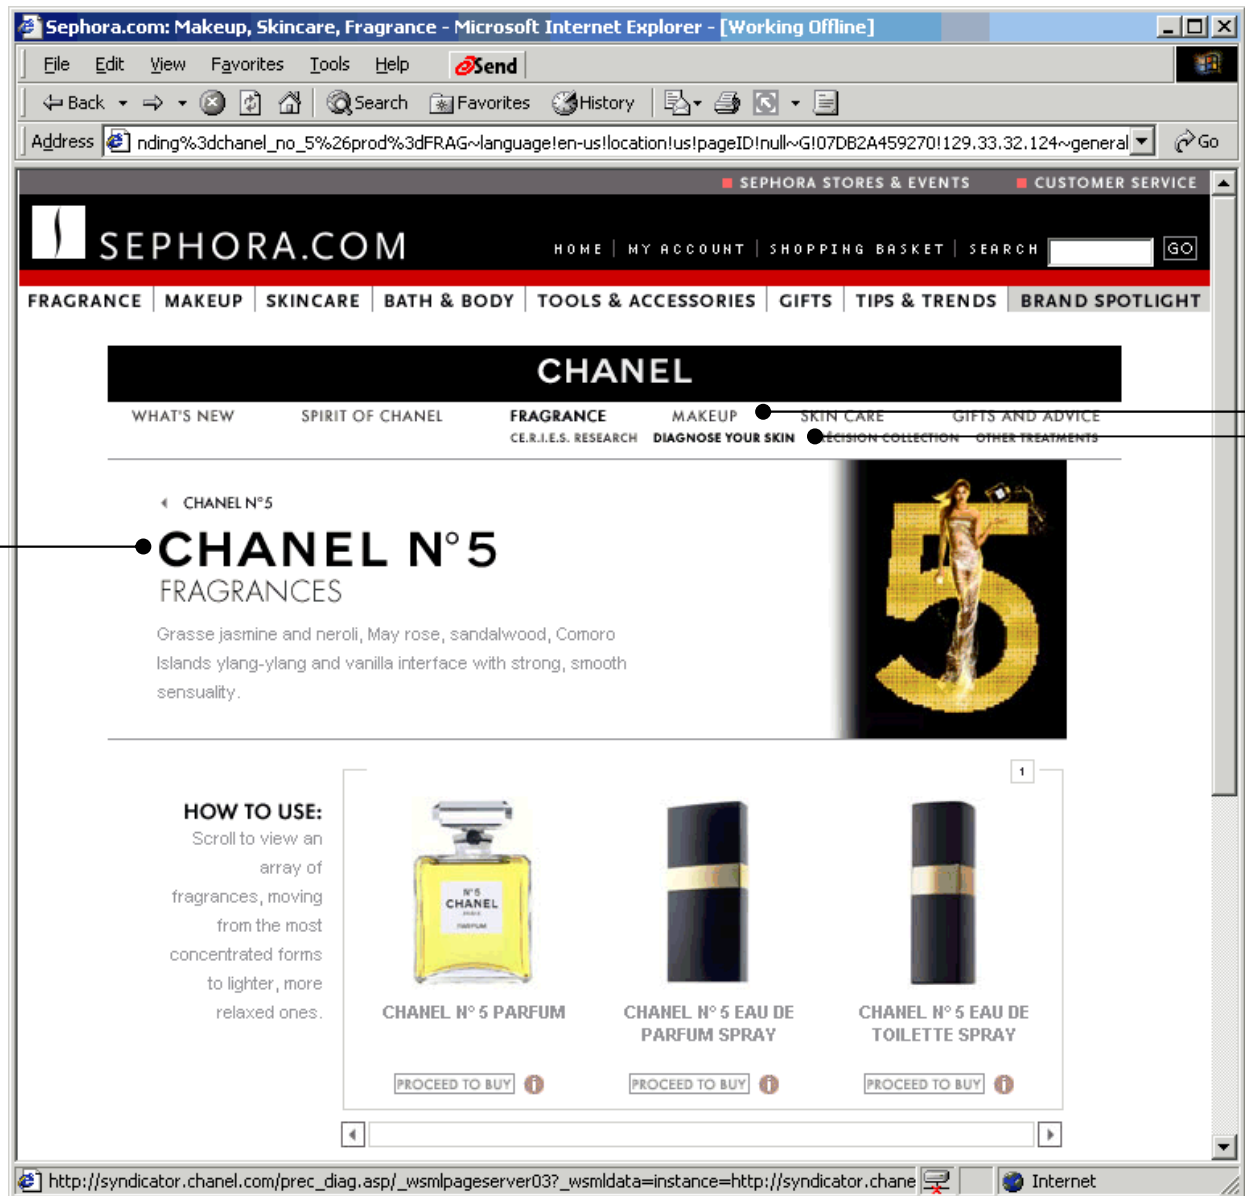 Sephora.com: Makeup, Skincare, Fragrance - Microsoft Internet Explorer - [Working Offline]
File Edit View Favorites Tools Help Send
Back Search Favorites History
Address nding%3dchanel_no_5%26prod%3dFRAG~language!en-us!location!us!pageID!null~G!07DB2A459270!129.33.32.124~general Go
SEPHORA STORES & EVENTS CUSTOMER SERVICE
SEPHORA.COM HOME | MY ACCOUNT | SHOPPING BASKET | SEARCH GO
FRAGRANCE MAKEUP SKINCARE BATH & BODY TOOLS & ACCESSORIES GIFTS TIPS & TRENDS BRAND SPOTLIGHT
CHANEL
WHAT'S NEW SPIRIT OF CHANEL FRAGRANCE MAKEUP SKIN CARE GIFTS AND ADVICE
CE.R.I.E.S. RESEARCH DIAGNOSE YOUR SKIN PRÉCISION COLLECTION OTHER TREATMENTS
CHANEL N°5
CHANEL N°5
FRAGRANCES
5
Grasse jasmine and neroli, May rose, sandalwood, Comoro
Islands ylang-ylang and vanilla interface with strong, smooth
sensuality.
1
HOW TO USE:
Scroll to view an
array of
fragrances, moving
from the most
concentrated forms
to lighter, more
relaxed ones.
N°5
CHANEL
PARIS
PARFUM
CHANEL N° 5 PARFUM
CHANEL N° 5 EAU DE
PARFUM SPRAY
CHANEL N° 5 EAU DE
TOILETTE SPRAY
PROCEED TO BUY i PROCEED TO BUY i PROCEED TO BUY i
http://syndicator.chanel.com/prec_diag.asp/_wsmlpageserver03?_wsmldata=instance=http://syndicator.chane Internet